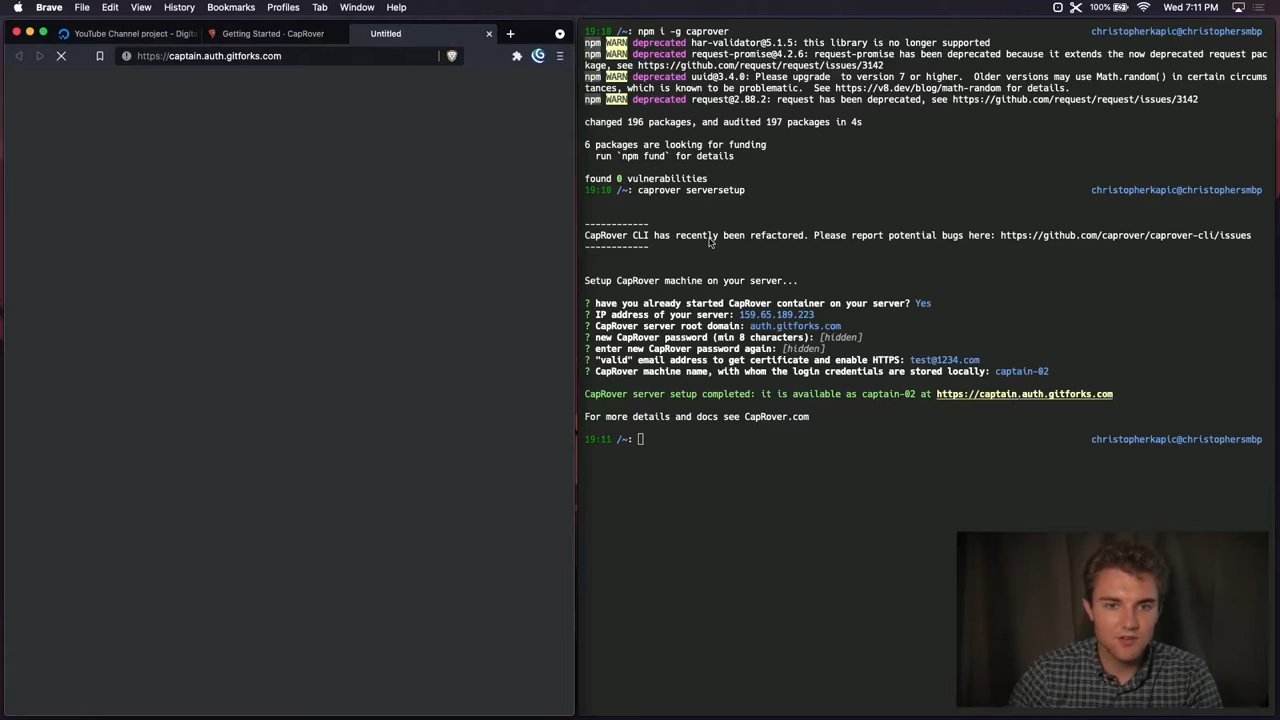 Brave File Edit View History Bookmarks Profiles Tab Window Help
100% Wed 7:11 PM
YouTube Channel project - Digita
Getting Started · CapRover
Untitled
https://captain.auth.gitforks.com
19:10 /~: npm i -g caprover christopherkapic@christophersmbp
npm WARN deprecated har-validator@5.1.5: this library is no longer supported
npm WARN deprecated request-promise@4.2.6: request-promise has been deprecated because it extends the now deprecated request pac
kage, see https://github.com/request/request/issues/3142
npm WARN deprecated uuid@3.4.0: Please upgrade  to version 7 or higher.  Older versions may use Math.random() in certain circums
tances, which is known to be problematic.  See https://v8.dev/blog/math-random for details.
npm WARN deprecated request@2.88.2: request has been deprecated, see https://github.com/request/request/issues/3142
changed 196 packages, and audited 197 packages in 4s
6 packages are looking for funding
run `npm fund` for details
found 0 vulnerabilities
19:10 /~: caprover serversetup christopherkapic@christophersmbp
------------
CapRover CLI has recently been refactored. Please report potential bugs here: https://github.com/caprover/caprover-cli/issues
------------
Setup CapRover machine on your server...
? have you already started CapRover container on your server? Yes
? IP address of your server: 159.65.189.223
? CapRover server root domain: auth.gitforks.com
? new CapRover password (min 8 characters): [hidden]
? enter new CapRover password again: [hidden]
? "valid" email address to get certificate and enable HTTPS: test@1234.com
? CapRover machine name, with whom the login credentials are stored locally: captain-02
CapRover server setup completed: it is available as captain-02 at https://captain.auth.gitforks.com
For more details and docs see CapRover.com
19:11 /~: christopherkapic@christophersmbp